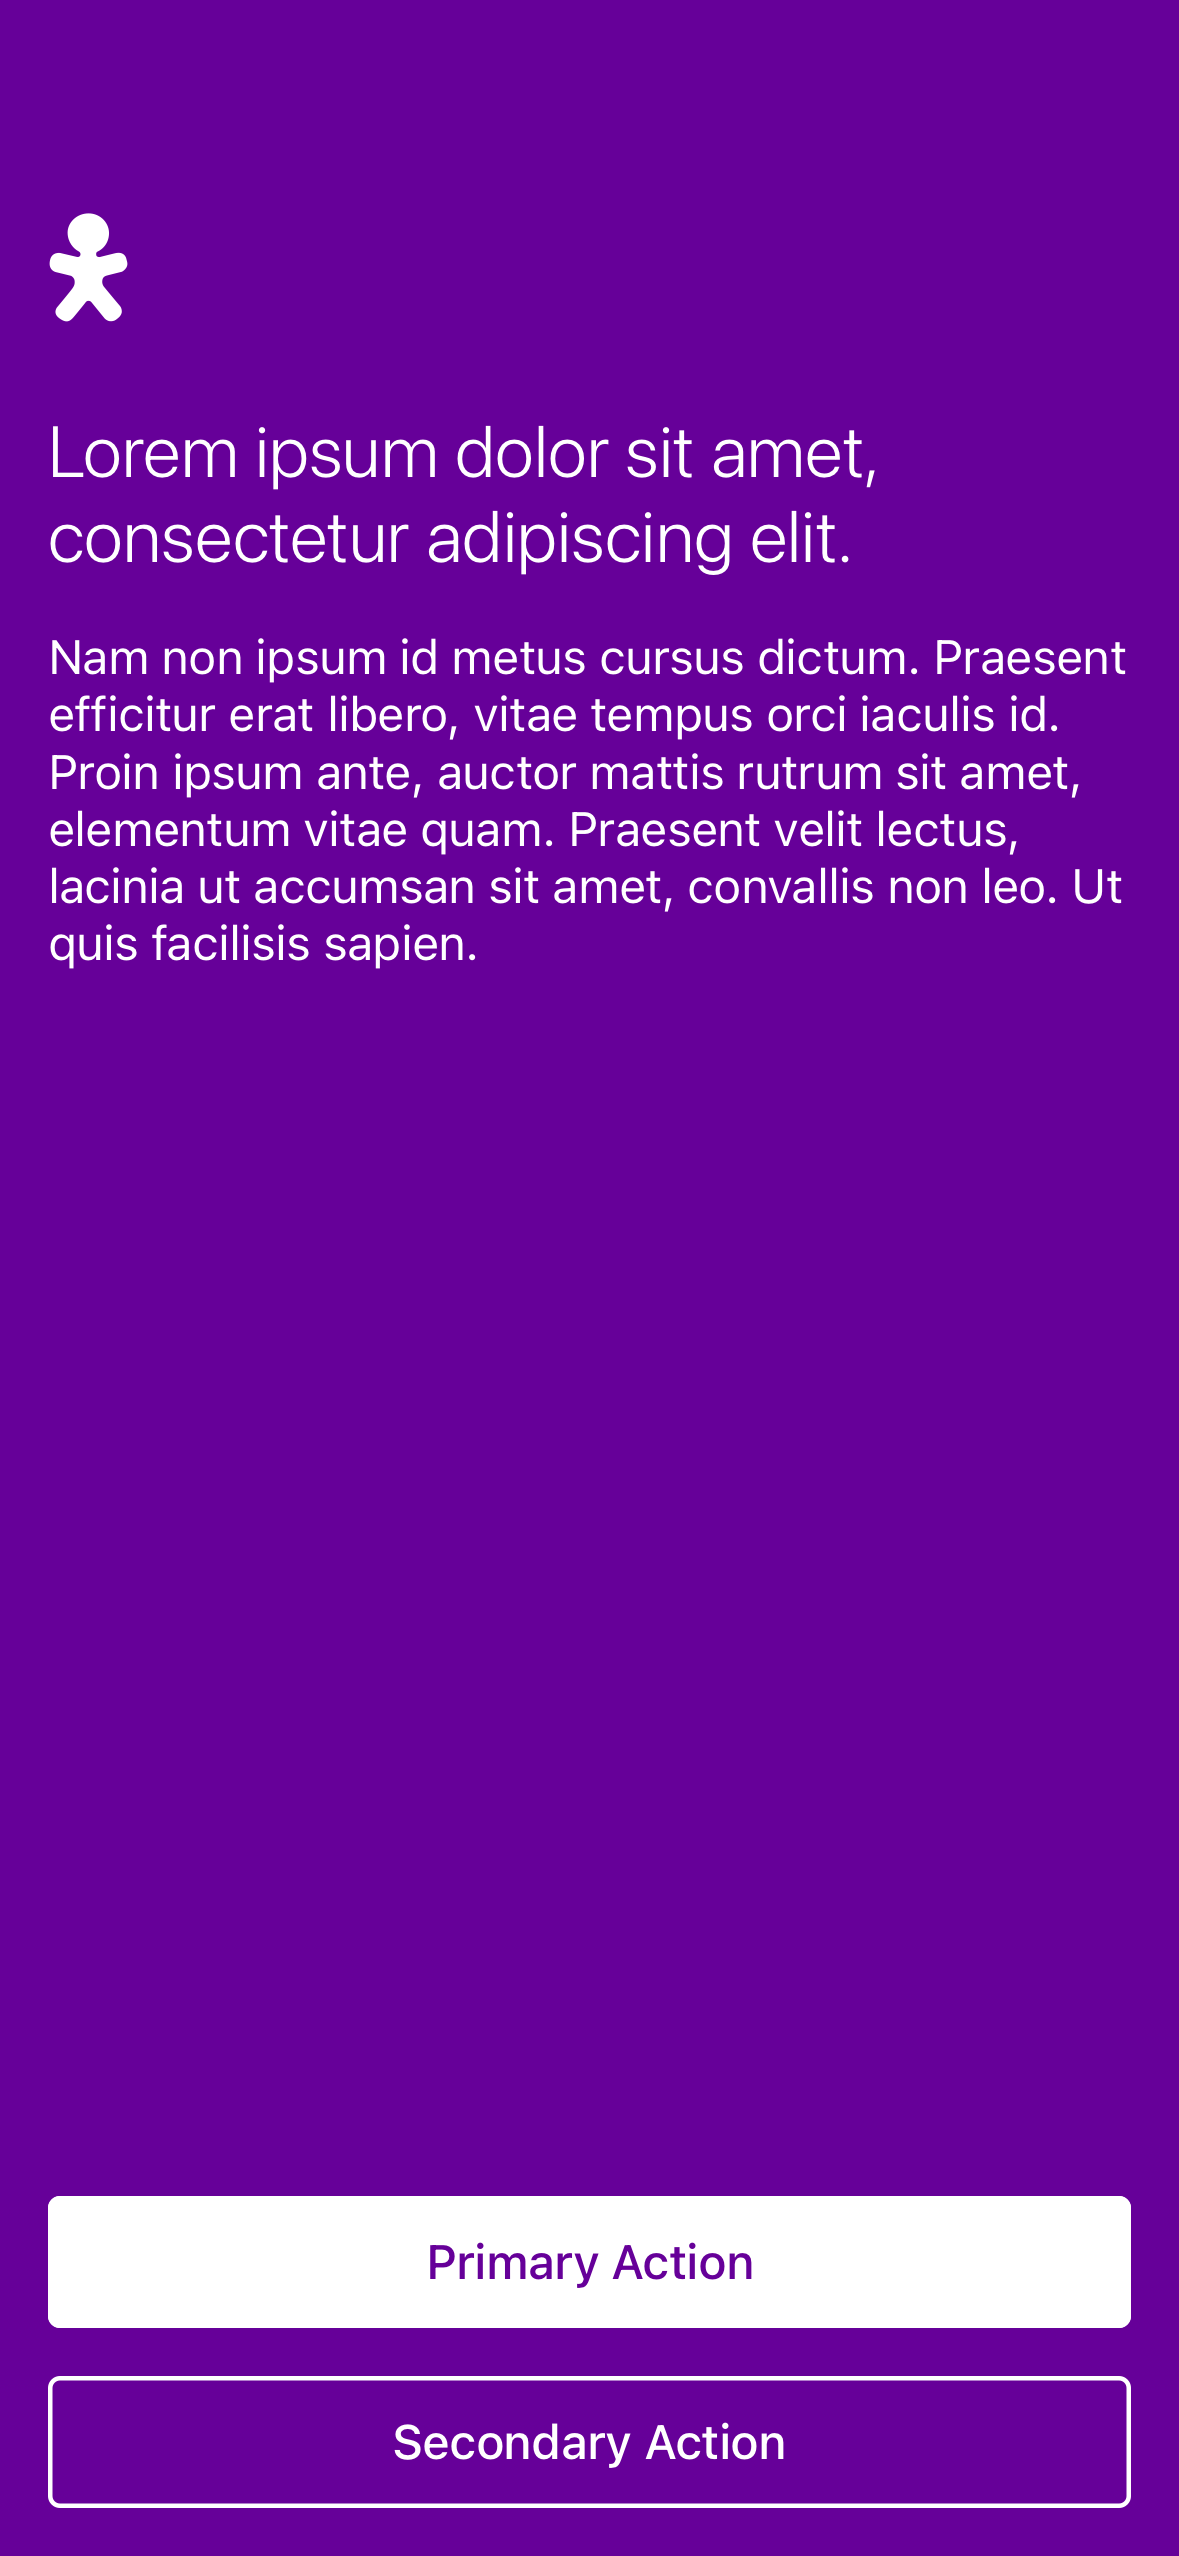 Lorem ipsum dolor sit amet,
consectetur adipiscing elit.
Nam non ipsum id metus cursus dictum. Praesent
efficitur erat libero, vitae tempus orci iaculis id.
Proin ipsum ante, auctor mattis rutrum sit amet,
elementum vitae quam. Praesent velit lectus,
lacinia ut accumsan sit amet, convallis non leo. Ut
quis facilisis sapien.
Primary Action
Secondary Action